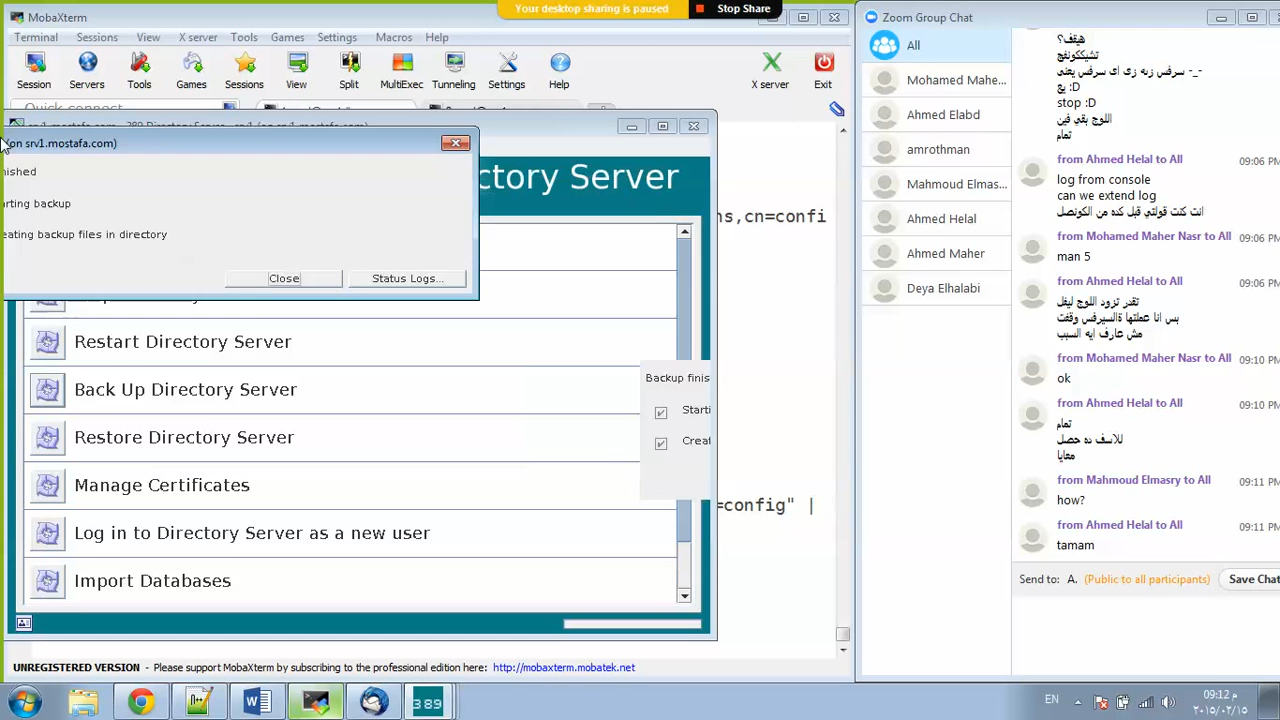 MobaXterm
Your desktop sharing is paused
Stop Share
Terminal Sessions View X server Tools Games Settings Macros Help
Session Servers Tools Games Sessions View Split MultiExec Tunneling Settings Help X server Exit
Quick connect
(on srv1.mostafa.com)
nished
arting backup
eating backup files in directory
Close
Status Logs...
ctory Server
ns,cn=confi
Restart Directory Server
Back Up Directory Server
Backup finis
Starti
Creat
Restore Directory Server
Manage Certificates
=config" |
Log in to Directory Server as a new user
Import Databases
UNREGISTERED VERSION - Please support MobaXterm by subscribing to the professional edition here: http://mobaxterm.mobatek.net
Zoom Group Chat
All
Mohamed Mahe...
Ahmed Elabd
amrothman
Mahmoud Elmas...
Ahmed Helal
Ahmed Maher
Deya Elhalabi
هيقف؟
تشيككونفج
سرفس زيه زي اي سرفس يعني -_-
يع :D
stop :D
اللوج بقي فين
تمام
from Ahmed Helal to All 09:06 PM
log from console
can we extend log
انت كنت قولتي قبل كده من الكونصل
from Mohamed Maher Nasr to All 09:06 PM
man 5
from Ahmed Helal to All 09:06 PM
تقدر تزود اللوج ليفل
بس انا عملتها ةالسيرفس وقفت
مش عارف ايه السبب
from Mohamed Maher Nasr to All 09:10 PM
ok
from Ahmed Helal to All 09:10 PM
تمام
للاسف ده حصل
معايا
from Mahmoud Elmasry to All 09:11 PM
how?
from Ahmed Helal to All 09:11 PM
tamam
Send to: A. (Public to all participants) Save Chat
389
EN
09:12 م
٢٠١٥/٠٢/١٥